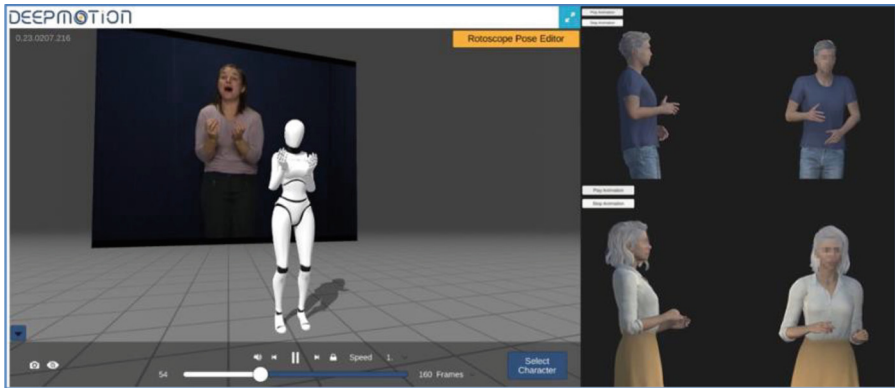 DEEPMOTION
0.23.0207.216
Rotoscope Pose Editor
Speed 1.
54
160 Frames
Select
Character
Play Animation
Stop Animation
Play Animation
Stop Animation